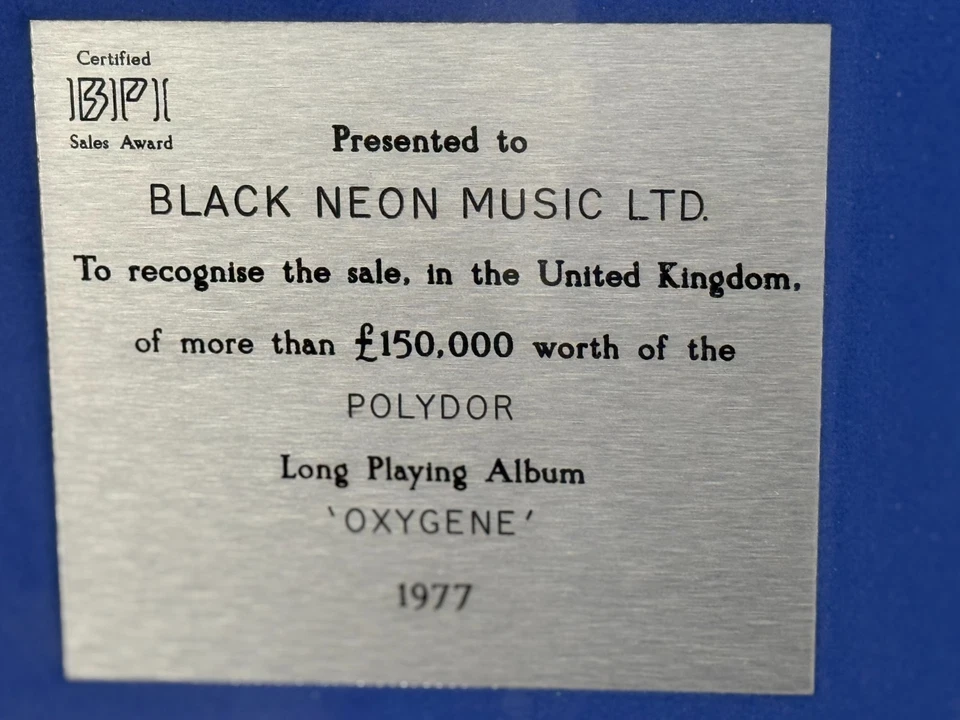 Certified
BPI
Sales Award
Presented to
BLACK NEON MUSIC LTD.
To recognise the sale, in the United Kingdom,
of more than £150,000 worth of the
POLYDOR
Long Playing Album
'OXYGENE'
1977